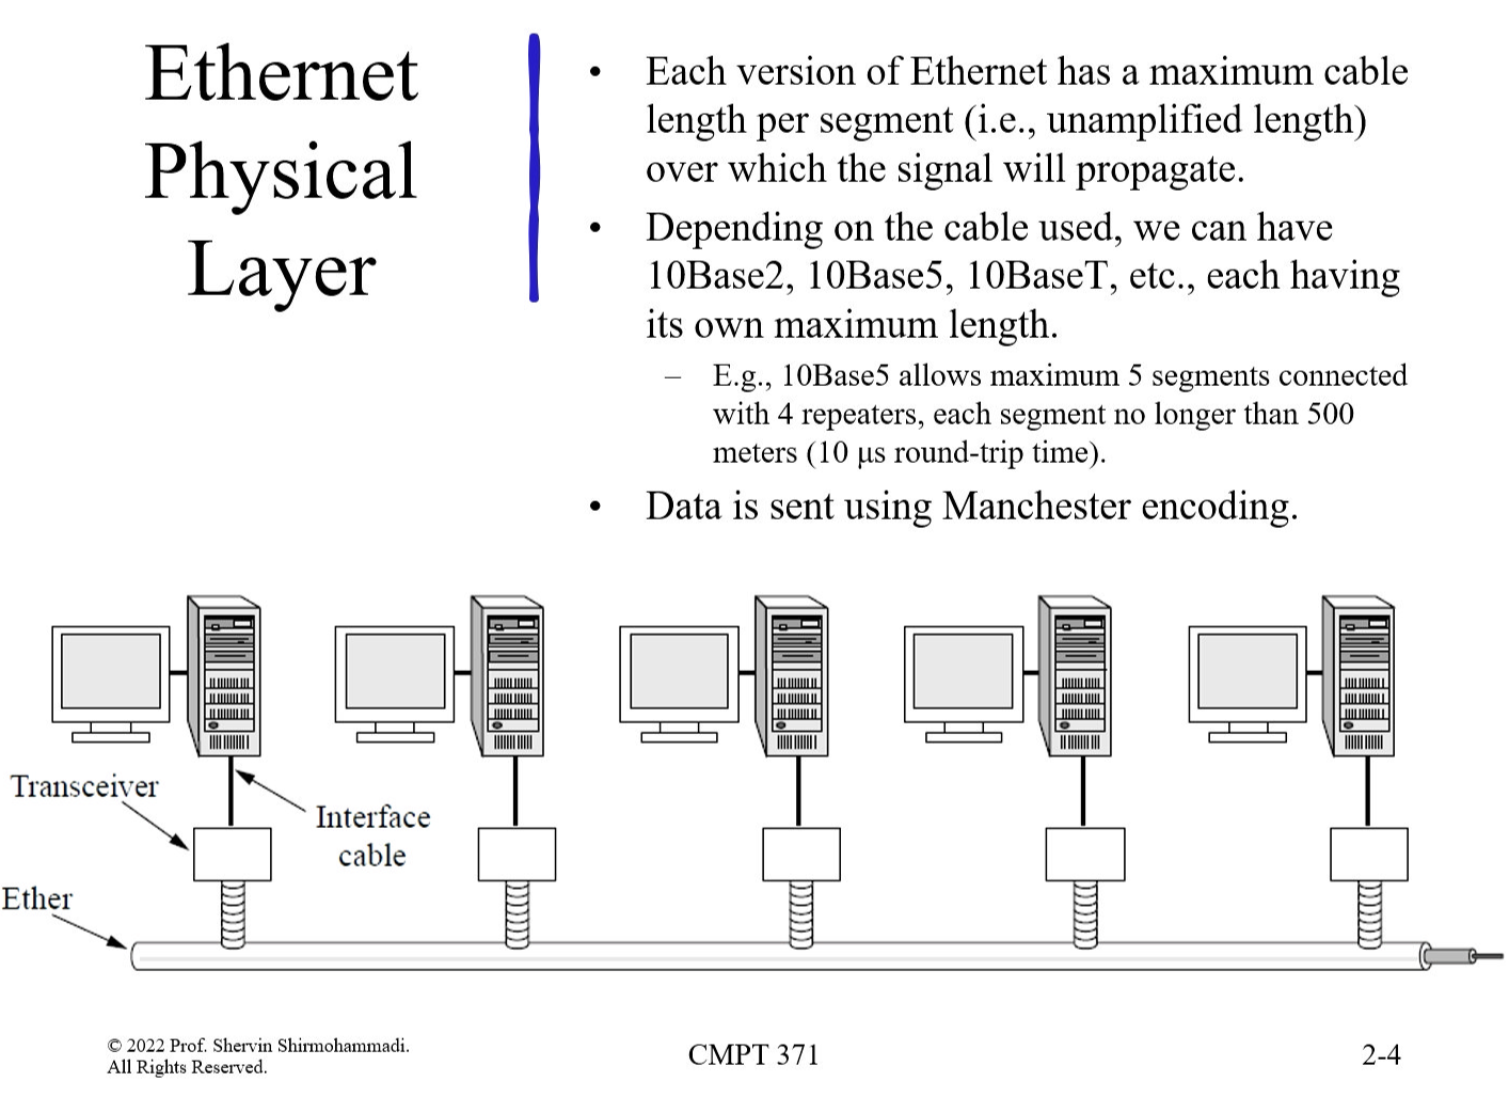 Ethernet
Physical
Layer
• Each version of Ethernet has a maximum cable
length per segment (i.e., unamplified length)
over which the signal will propagate.
• Depending on the cable used, we can have
10Base2, 10Base5, 10BaseT, etc., each having
its own maximum length.
– E.g., 10Base5 allows maximum 5 segments connected
with 4 repeaters, each segment no longer than 500
meters (10 μs round-trip time).
• Data is sent using Manchester encoding.
Transceiver
Interface
cable
Ether
© 2022 Prof. Shervin Shirmohammadi.
All Rights Reserved.
CMPT 371
2-4